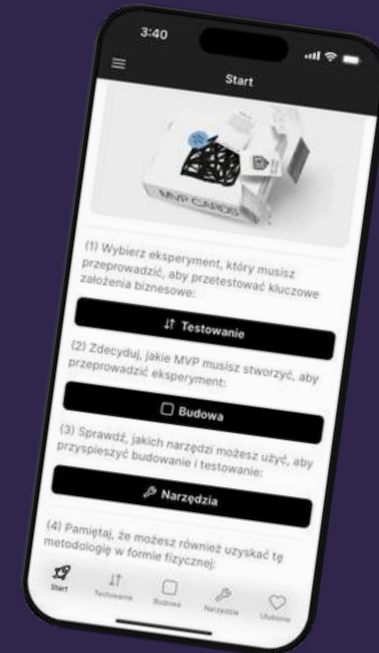 3:40
Start
MVP CARDS
(1) Wybierz eksperyment, który musisz
przeprowadzić, aby przetestować kluczowe
założenia biznesowe:
Testowanie
(2) Zdecyduj, jakie MVP musisz stworzyć, aby
przeprowadzić eksperyment:
Budowa
(3) Sprawdź, jakich narzędzi możesz użyć, aby
przyspieszyć budowanie i testowanie:
Narzędzia
(4) Pamiętaj, że możesz również uzyskać tę
metodologię w formie fizycznej:
Start Testowanie Budowa Narzędzia Ulubione